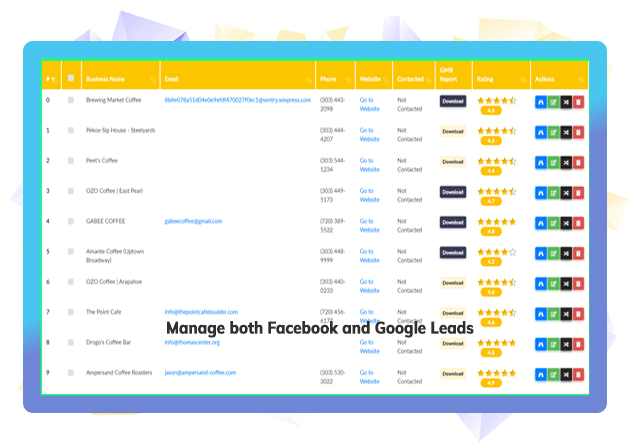 # Business Name Email Phone Website Contacted GMB Report Rating Actions
0 Brewing Market Coffee (303) 443-2098 Go to Website Not Contacted Download 4.5
1 Pekoe Sip House - Steelyards (303) 444-4207 Go to Website Not Contacted Download 4.3
2 Peet's Coffee (303) 544-1234 Go to Website Not Contacted Download 4.4
3 OZO Coffee | East Pearl (303) 449-5173 Go to Website Not Contacted Download 4.7
4 GABEE COFFEE gabeecoffee@gmail.com (720) 389-5522 Go to Website Not Contacted Download 4.8
5 Amante Coffee (Uptown Broadway) (303) 448-9999 Go to Website Not Contacted Download 4.2
6 OZO Coffee | Arapahoe (303) 440-0233 Go to Website Not Contacted Download 4.6
7 The Point Cafe info@thepointcafeboulder.com (720) 456- Go to Website Not Contacted Download 4.6
Manage both Facebook and Google Leads
8 Drogo's Coffee Bar info@thomascenter.org Go to Website Not Contacted Download 4.8
9 Ampersand Coffee Roasters jason@ampersand-coffee.com (303) 530-3022 Go to Website Not Contacted Download 4.9